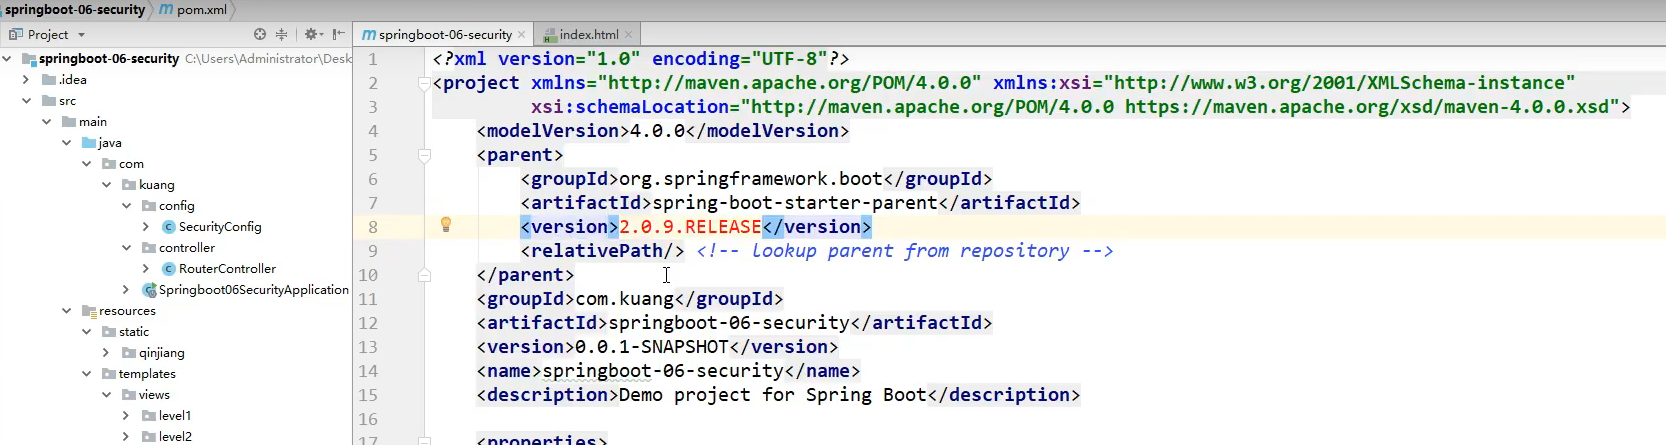 springboot-06-security pom.xml
Project
springboot-06-security C:\Users\Administrator\Desk
.idea
src
main
java
com
kuang
config
SecurityConfig
controller
RouterController
Springboot06SecurityApplication
resources
static
qinjiang
templates
views
level1
level2
springboot-06-security index.html
1 <?xml version="1.0" encoding="UTF-8"?>
2 <project xmlns="http://maven.apache.org/POM/4.0.0" xmlns:xsi="http://www.w3.org/2001/XMLSchema-instance"
3 xsi:schemaLocation="http://maven.apache.org/POM/4.0.0 https://maven.apache.org/xsd/maven-4.0.0.xsd">
4 <modelVersion>4.0.0</modelVersion>
5 <parent>
6 <groupId>org.springframework.boot</groupId>
7 <artifactId>spring-boot-starter-parent</artifactId>
8 <version>2.0.9.RELEASE</version>
9 <relativePath/> <!-- lookup parent from repository -->
10 </parent>
11 <groupId>com.kuang</groupId>
12 <artifactId>springboot-06-security</artifactId>
13 <version>0.0.1-SNAPSHOT</version>
14 <name>springboot-06-security</name>
15 <description>Demo project for Spring Boot</description>
16
17 <properties>